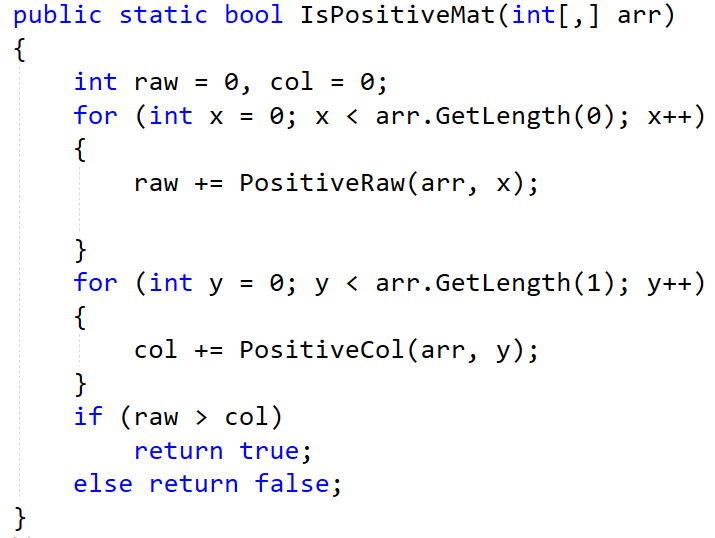 public static bool IsPositiveMat(int[,] arr)
{
    int raw = 0, col = 0;
    for (int x = 0; x < arr.GetLength(0); x++)
    {
        raw += PositiveRaw(arr, x);

    }
    for (int y = 0; y < arr.GetLength(1); y++)
    {
        col += PositiveCol(arr, y);
    }
    if (raw > col)
        return true;
    else return false;
}